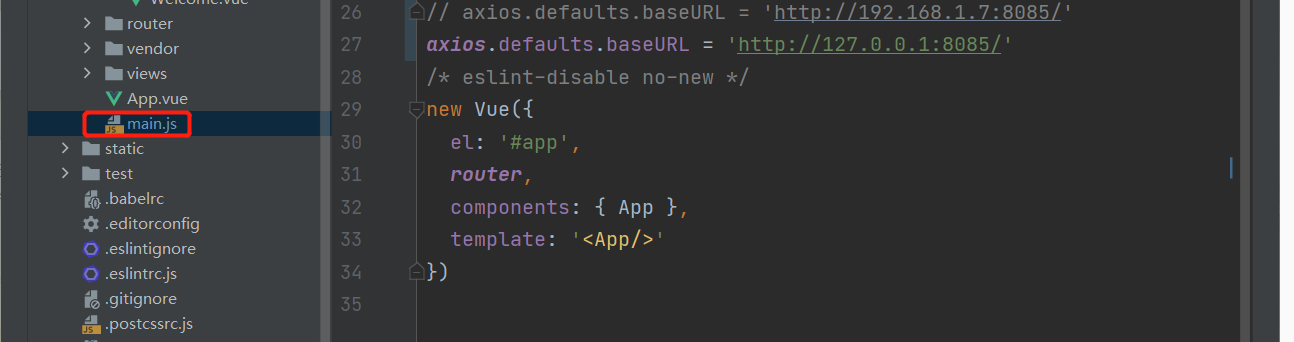 Welcome.vue
router
vendor
views
App.vue
main.js
static
test
.babelrc
.editorconfig
.eslintignore
.eslintrc.js
.gitignore
.postcssrc.js
26 // axios.defaults.baseURL = 'http://192.168.1.7:8085/'
27 axios.defaults.baseURL = 'http://127.0.0.1:8085/'
28 /* eslint-disable no-new */
29 new Vue({
30 el: '#app',
31 router,
32 components: { App },
33 template: '<App/>'
34 })
35